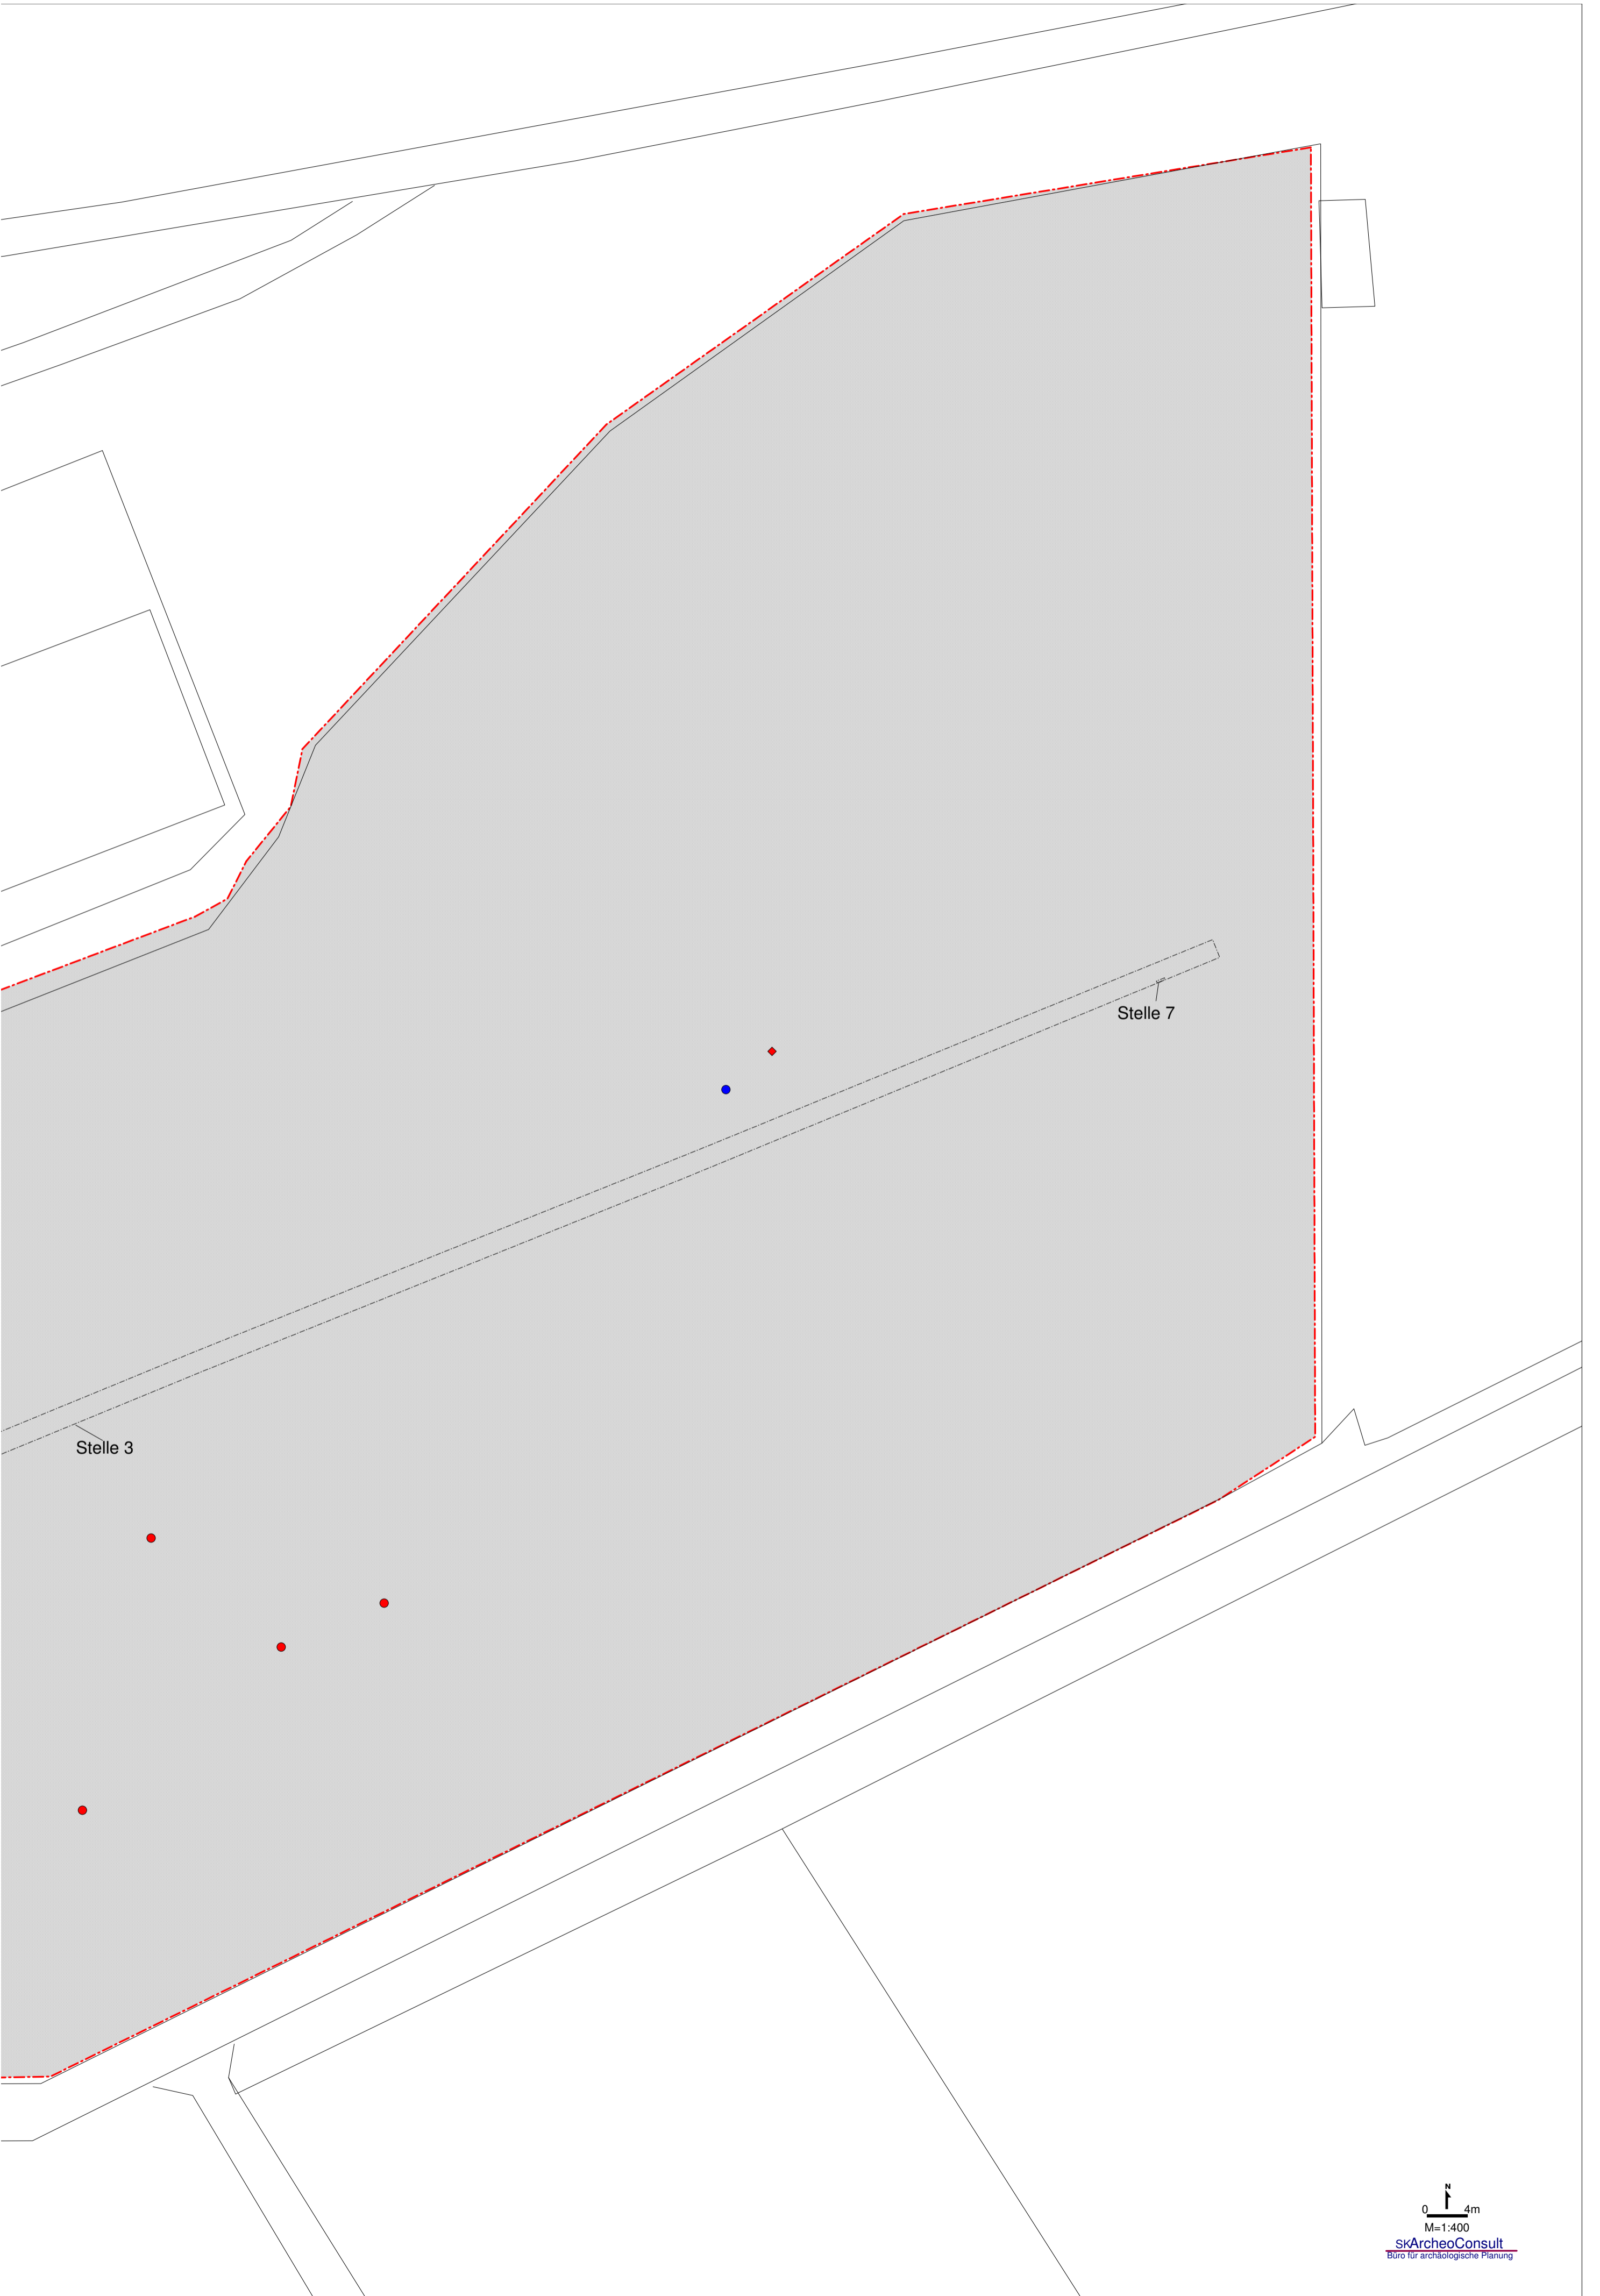 Stelle 7
Stelle 3
N
0 4m
M=1:400
SKArcheoConsult
Büro für archäologische Planung